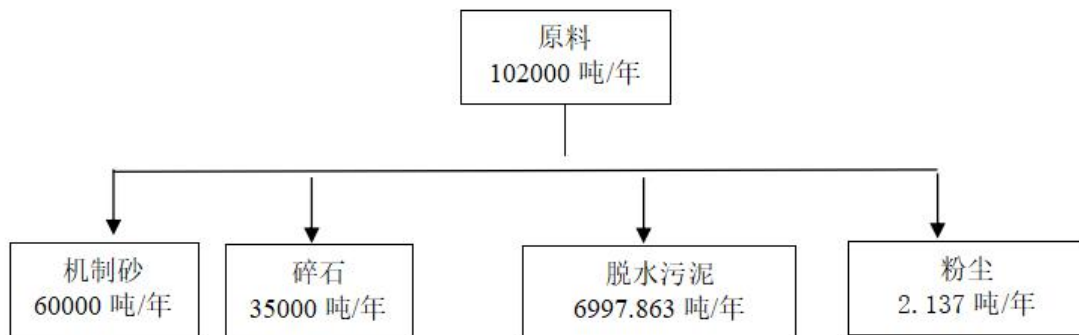 原料
102000 吨/年
机制砂
60000 吨/年
碎石
35000 吨/年
脱水污泥
6997.863 吨/年
粉尘
2.137 吨/年